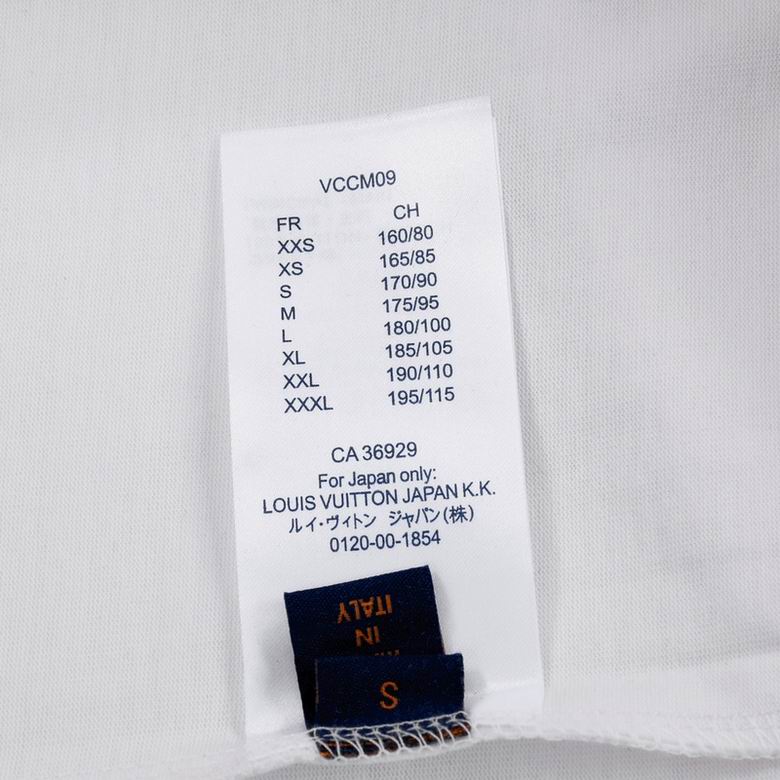 VCCM09
FR CH
XXS 160/80
XS 165/85
S 170/90
M 175/95
L 180/100
XL 185/105
XXL 190/110
XXXL 195/115
CA 36929
For Japan only:
LOUIS VUITTON JAPAN K.K.
ルイ・ヴィトン ジャパン(株)
0120-00-1854
ITALY
IN
S